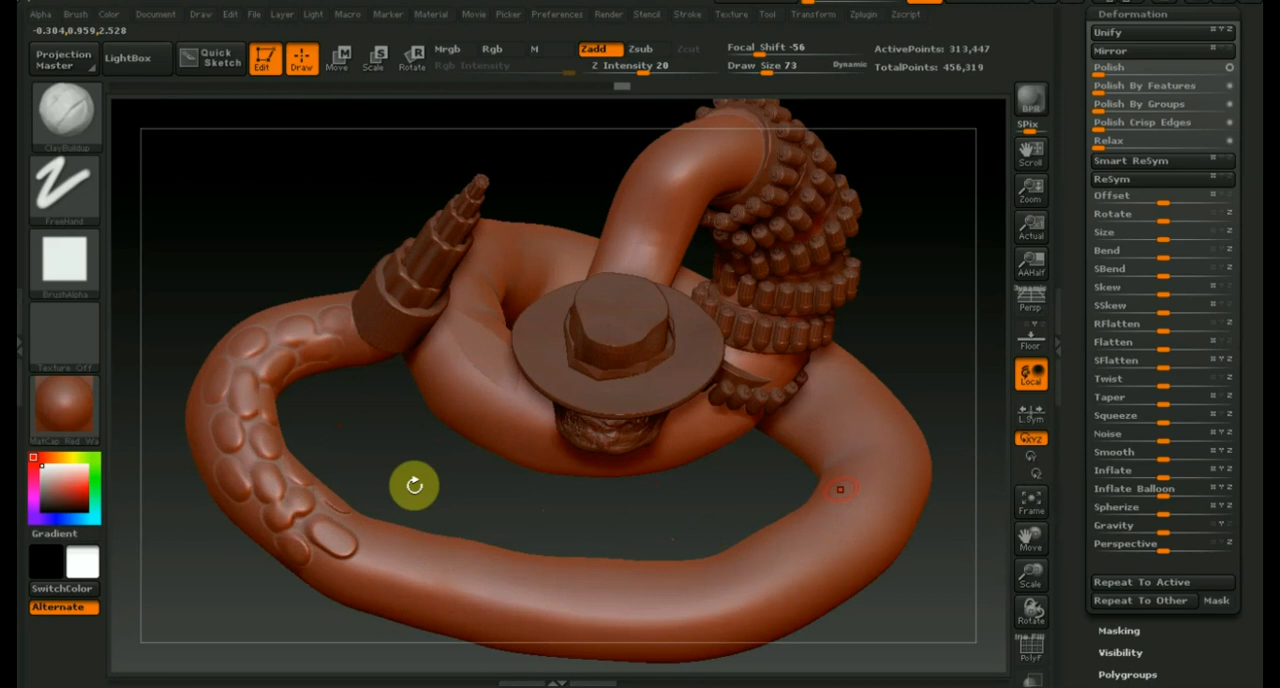 Alpha Brush Color Document Draw Edit File Layer Light Macro Marker Material Movie Picker Preferences Render Stencil Stroke Texture Tool Transform Zplugin Zscript
-0.304,0.959,2.528
Projection Master
LightBox
Quick Sketch
Edit
Draw
Move
Scale
Rotate
Mrgb Rgb M
Rgb Intensity
Zadd Zsub Zcut
Z Intensity 20
Focal Shift -56
Draw Size 73 Dynamic
ActivePoints: 313,447
TotalPoints: 456,319
ClayBuildup
FreeHand
BrushAlpha
Texture Off
MatCap Red Wa
Gradient
SwitchColor
Alternate
BPR
SPix
Scroll
Zoom
Actual
AAHalf
Dynamic
Persp
Floor
Local
L.Sym
XYZ
Frame
Move
Scale
Rotate
PolyF
Deformation
Unify
Mirror
Polish
Polish By Features
Polish By Groups
Polish Crisp Edges
Relax
Smart ReSym
ReSym
Offset
Rotate
Size
Bend
SBend
Skew
SSkew
RFlatten
Flatten
SFlatten
Twist
Taper
Squeeze
Noise
Smooth
Inflate
Inflate Balloon
Spherize
Gravity
Perspective
Repeat To Active
Repeat To Other Mask
Masking
Visibility
Polygroups